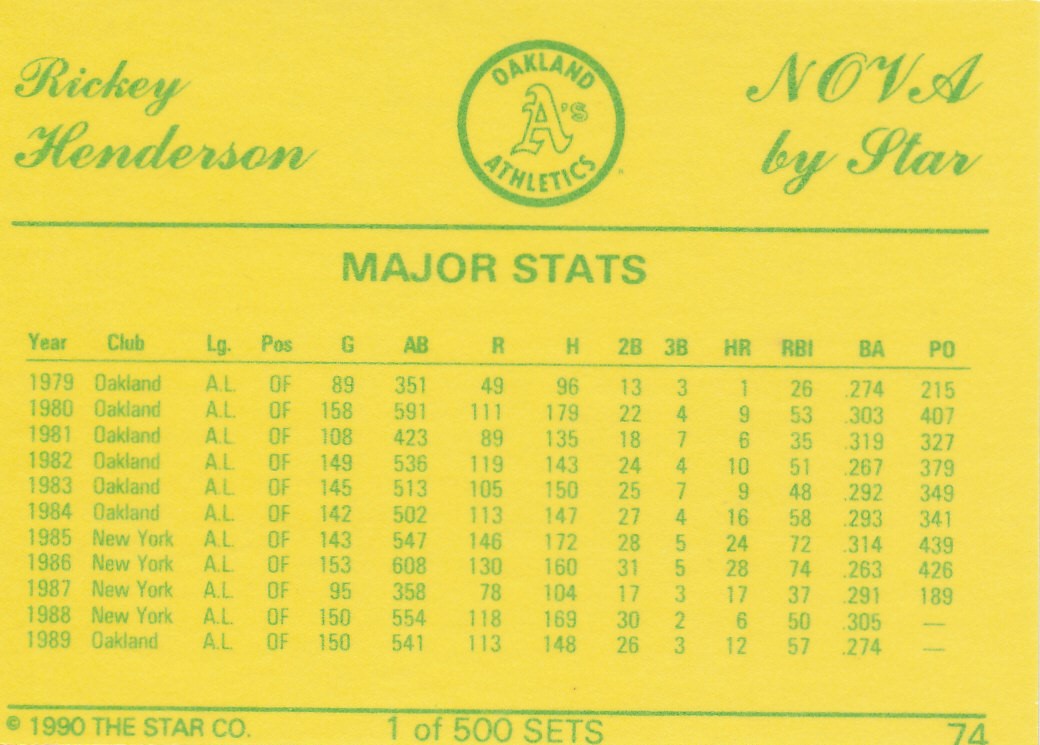 Rickey
Henderson
OAKLAND
A's
ATHLETICS
NOVA
by Star
MAJOR STATS
Year Club Lg. Pos G AB R H 2B 3B HR RBI BA PO
1979 Oakland A.L. OF 89 351 49 96 13 3 1 26 .274 215
1980 Oakland A.L. OF 158 591 111 179 22 4 9 53 .303 407
1981 Oakland A.L. OF 108 423 89 135 18 7 6 35 .319 327
1982 Oakland A.L. OF 149 536 119 143 24 4 10 51 .267 379
1983 Oakland A.L. OF 145 513 105 150 25 7 9 48 .292 349
1984 Oakland A.L. OF 142 502 113 147 27 4 16 58 .293 341
1985 New York A.L. OF 143 547 146 172 28 5 24 72 .314 439
1986 New York A.L. OF 153 608 130 160 31 5 28 74 .263 426
1987 New York A.L. OF 95 358 78 104 17 3 17 37 .291 189
1988 New York A.L. OF 150 554 118 169 30 2 6 50 .305 —
1989 Oakland A.L. OF 150 541 113 148 26 3 12 57 .274 —
© 1990 THE STAR CO. 1 of 500 SETS 74